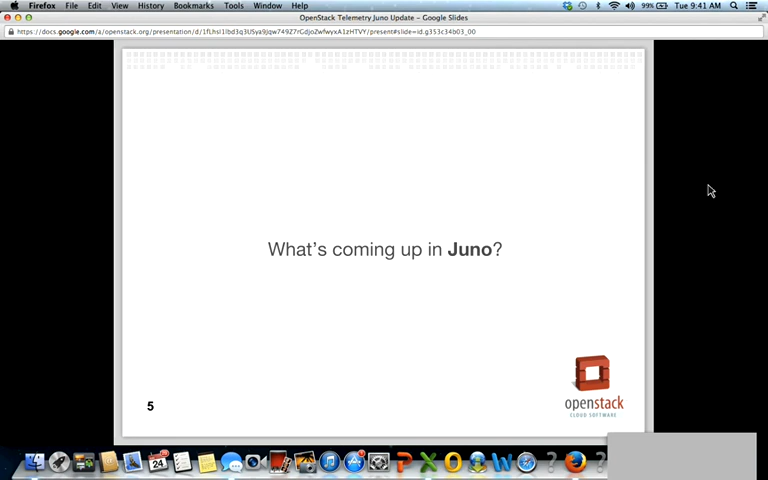 Firefox File Edit View History Bookmarks Tools Window Help 99% Tue 9:41 AM
OpenStack Telemetry Juno Update – Google Slides
What's coming up in Juno?
5
openstack
CLOUD SOFTWARE
24